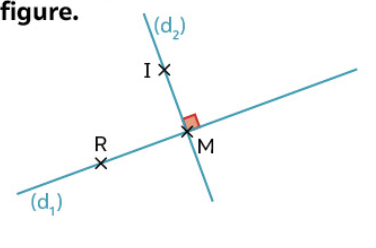 figure.
(d₂)
I
R
M
(d₁)